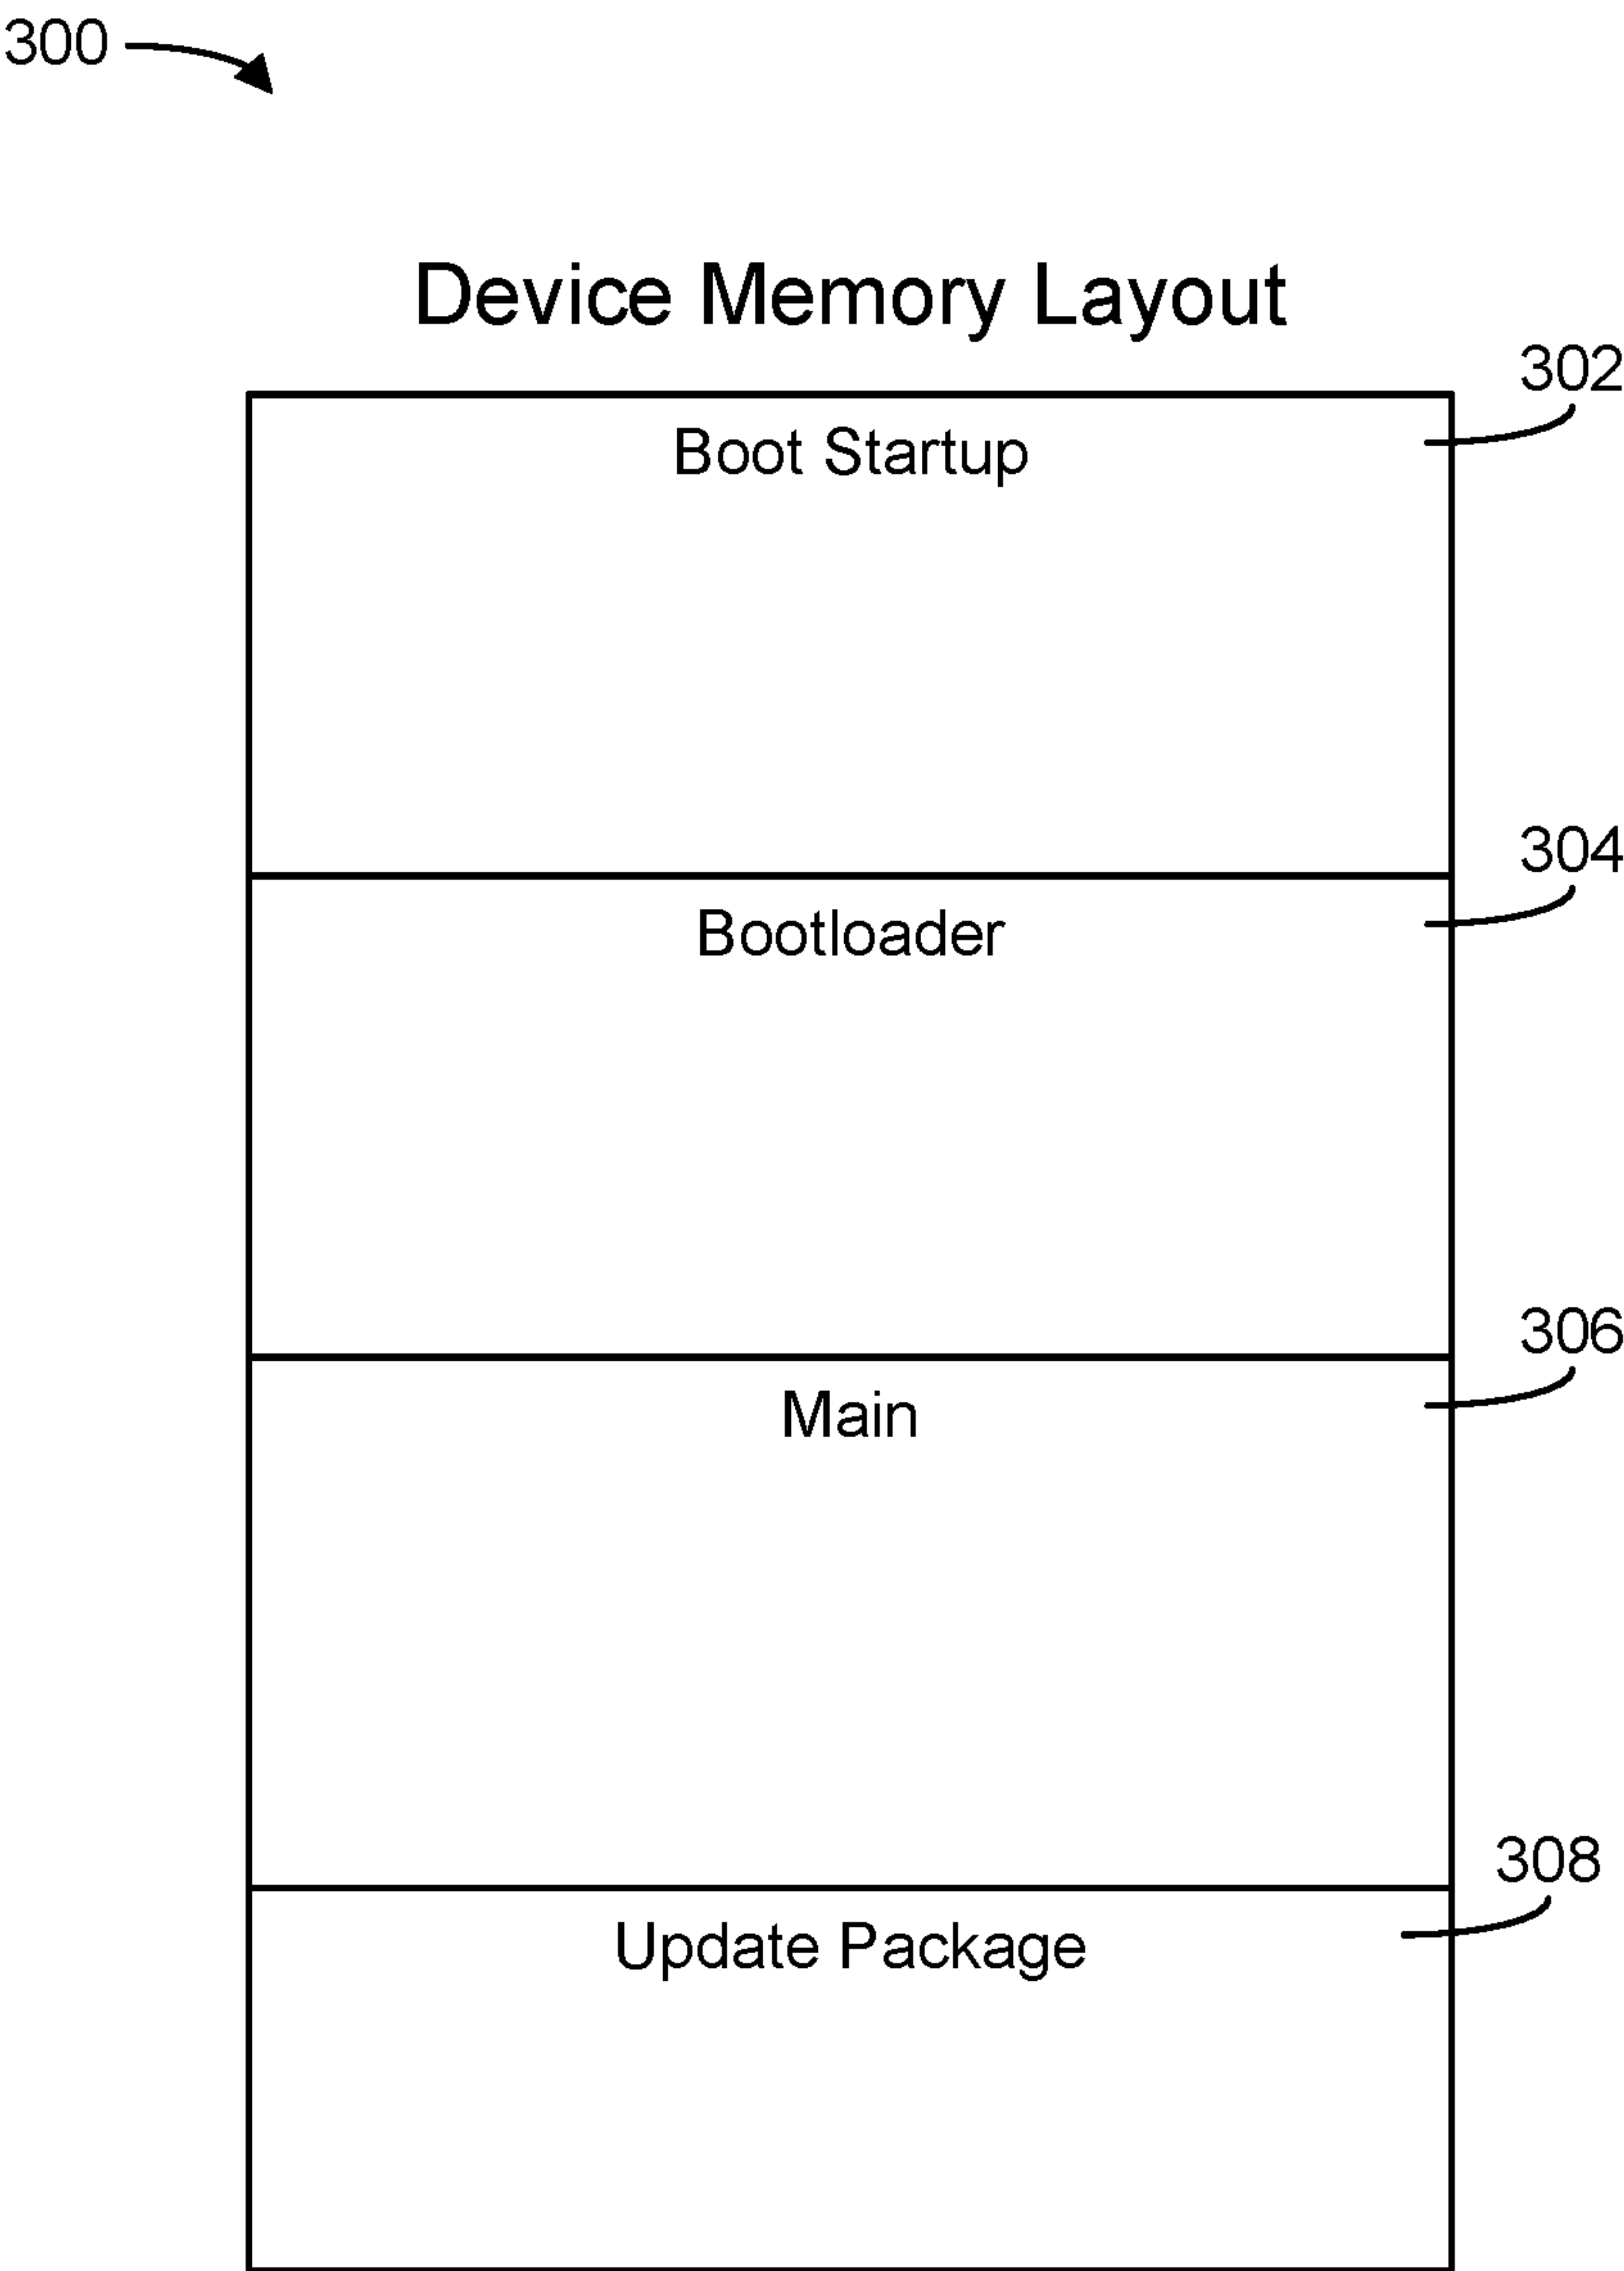 300
Device Memory Layout
302
Boot Startup
304
Bootloader
306
Main
308
Update Package